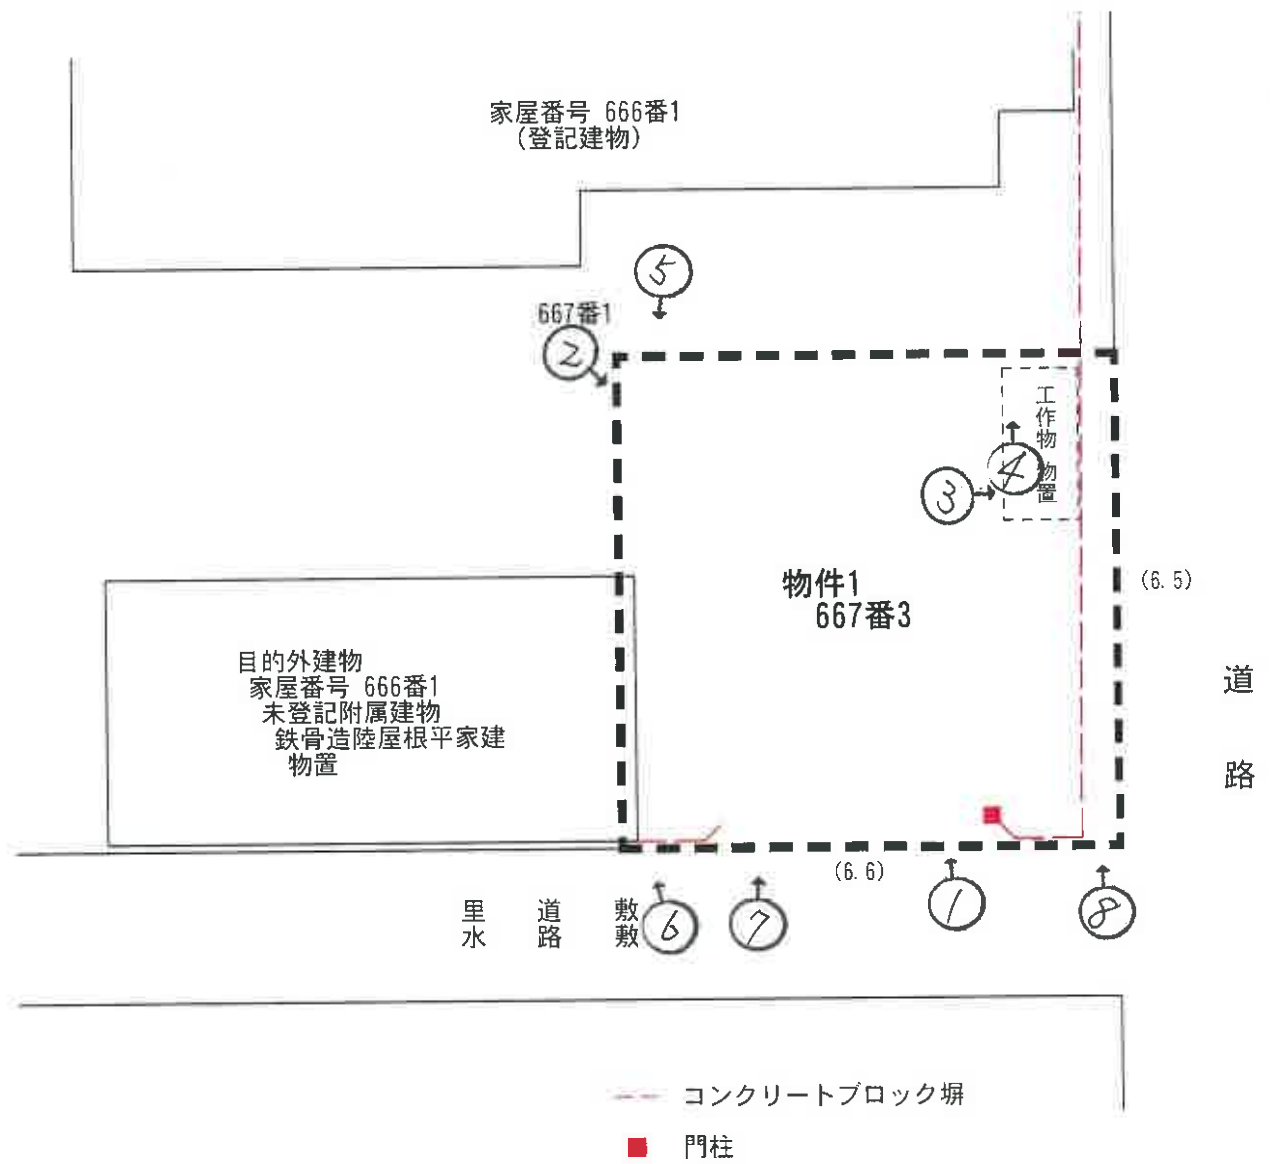 家屋番号 666番1
(登記建物)
⑤
667番1
②
工作物 物置
④
③
物件1
667番3
(6.5)
道路
目的外建物
家屋番号 666番1
未登記附属建物
鉄骨造陸屋根平家建
物置
(6.6)
里道敷
水路敷
⑥
⑦
①
⑧
コンクリートブロック塀
門柱